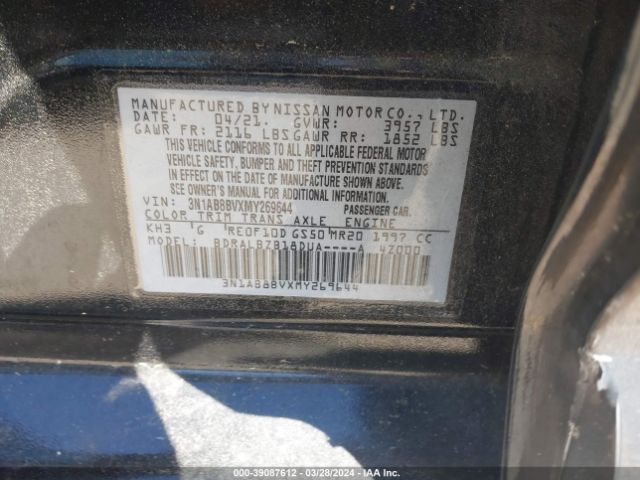 MANUFACTURED BY NISSAN MOTOR CO., LTD.
DATE: 04/21. GVWR: 3957 LBS
GAWR FR: 2116 LBS GAWR RR: 1852 LBS
THIS VEHICLE CONFORMS TO ALL APPLICABLE FEDERAL MOTOR
VEHICLE SAFETY, BUMPER AND THEFT PREVENTION STANDARDS
IN EFFECT ON THE DATE OF MANUFACTURE SHOWN ABOVE.
SEE OWNER'S MANUAL FOR ADDITIONAL INFORMATION
VIN: 3N1AB8BVXMY269644 PASSENGER CAR.
COLOR TRIM TRANS AXLE ENGINE
KH3 'G RE0F10D GS50 MR20 1997 CC
MODEL: BDRALBZB18DUA----A 4Z000
3N1AB8BVXMY269644
000-39087612 | 03/28/2024 - IAA Inc.